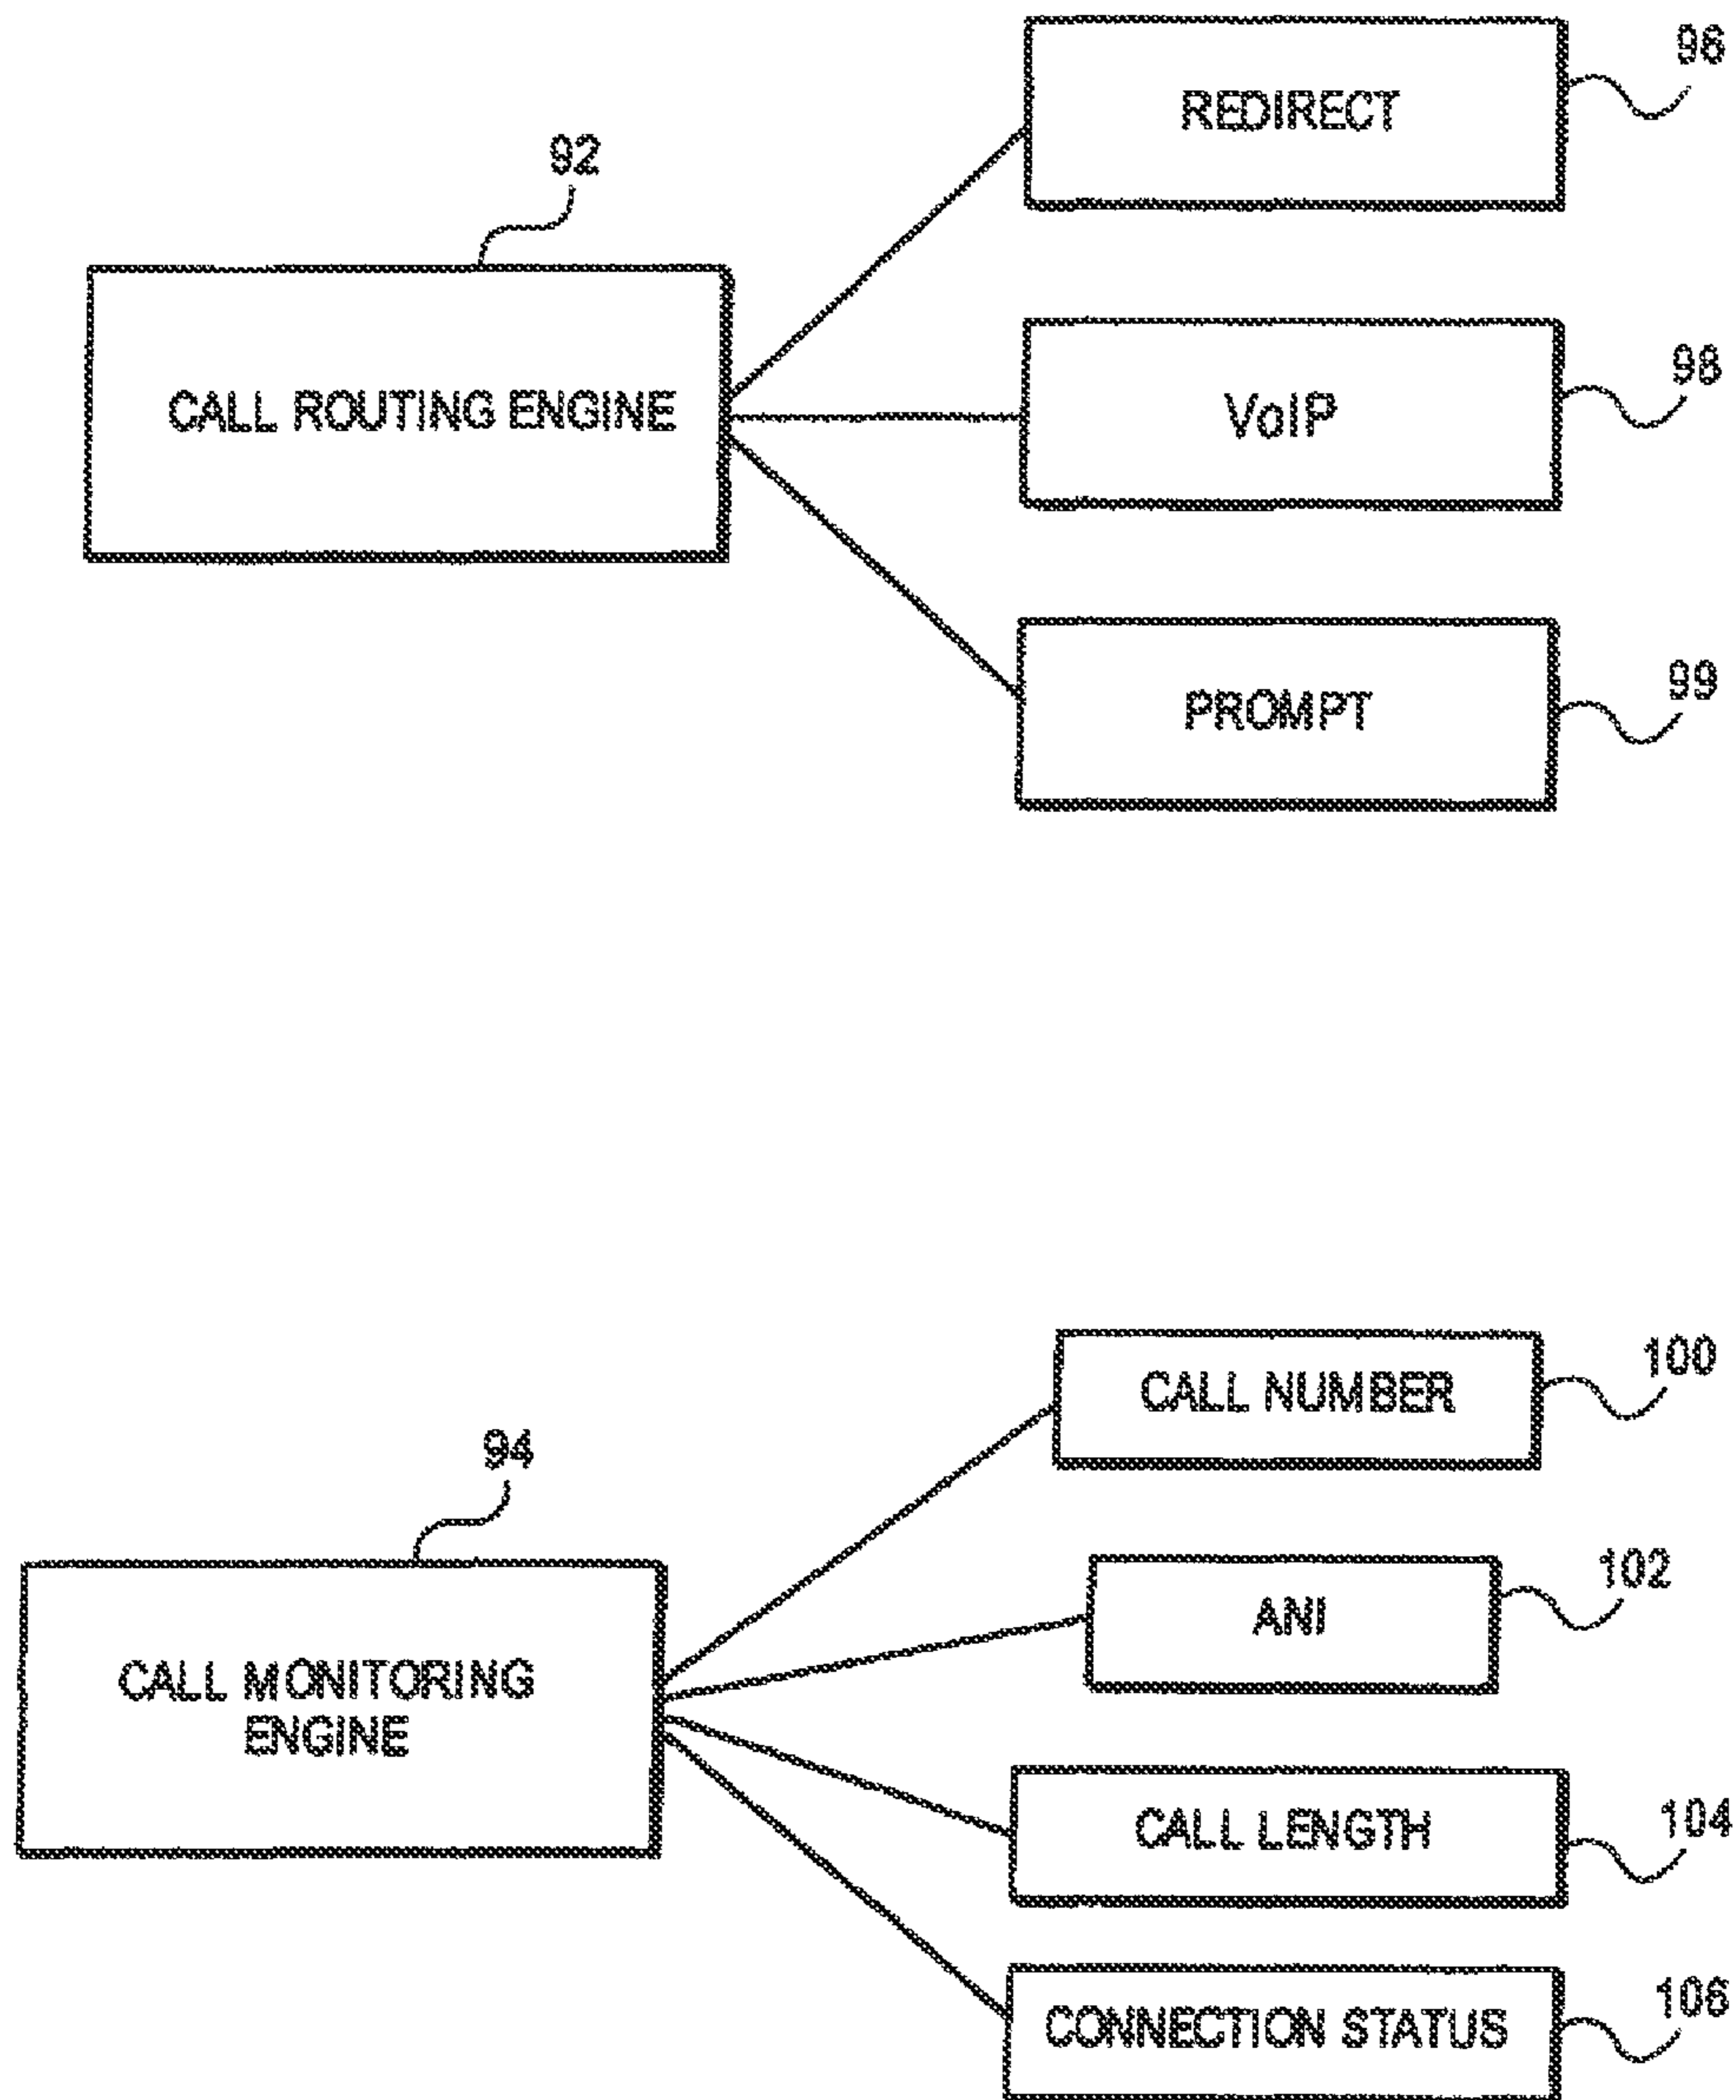 96
REDIRECT
92
98
CALL ROUTING ENGINE
VoIP
99
PROMPT
100
CALL NUMBER
94
102
ANI
CALL MONITORING
ENGINE
104
CALL LENGTH
106
CONNECTION STATUS